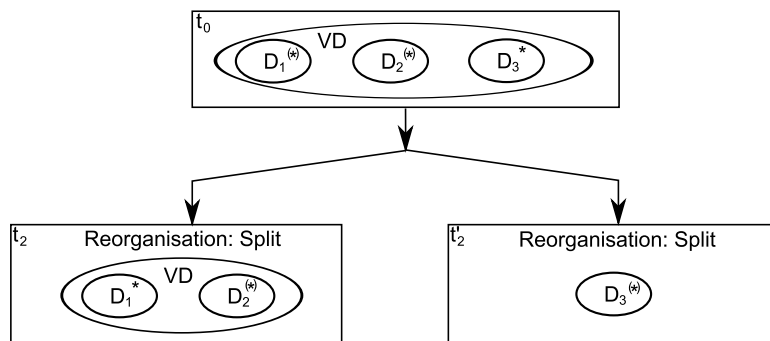 t₀
VD
D₁⁽*⁾ D₂⁽*⁾ D₃*
t₂
Reorganisation: Split
VD
D₁* D₂⁽*⁾
t'₂
Reorganisation: Split
D₃⁽*⁾